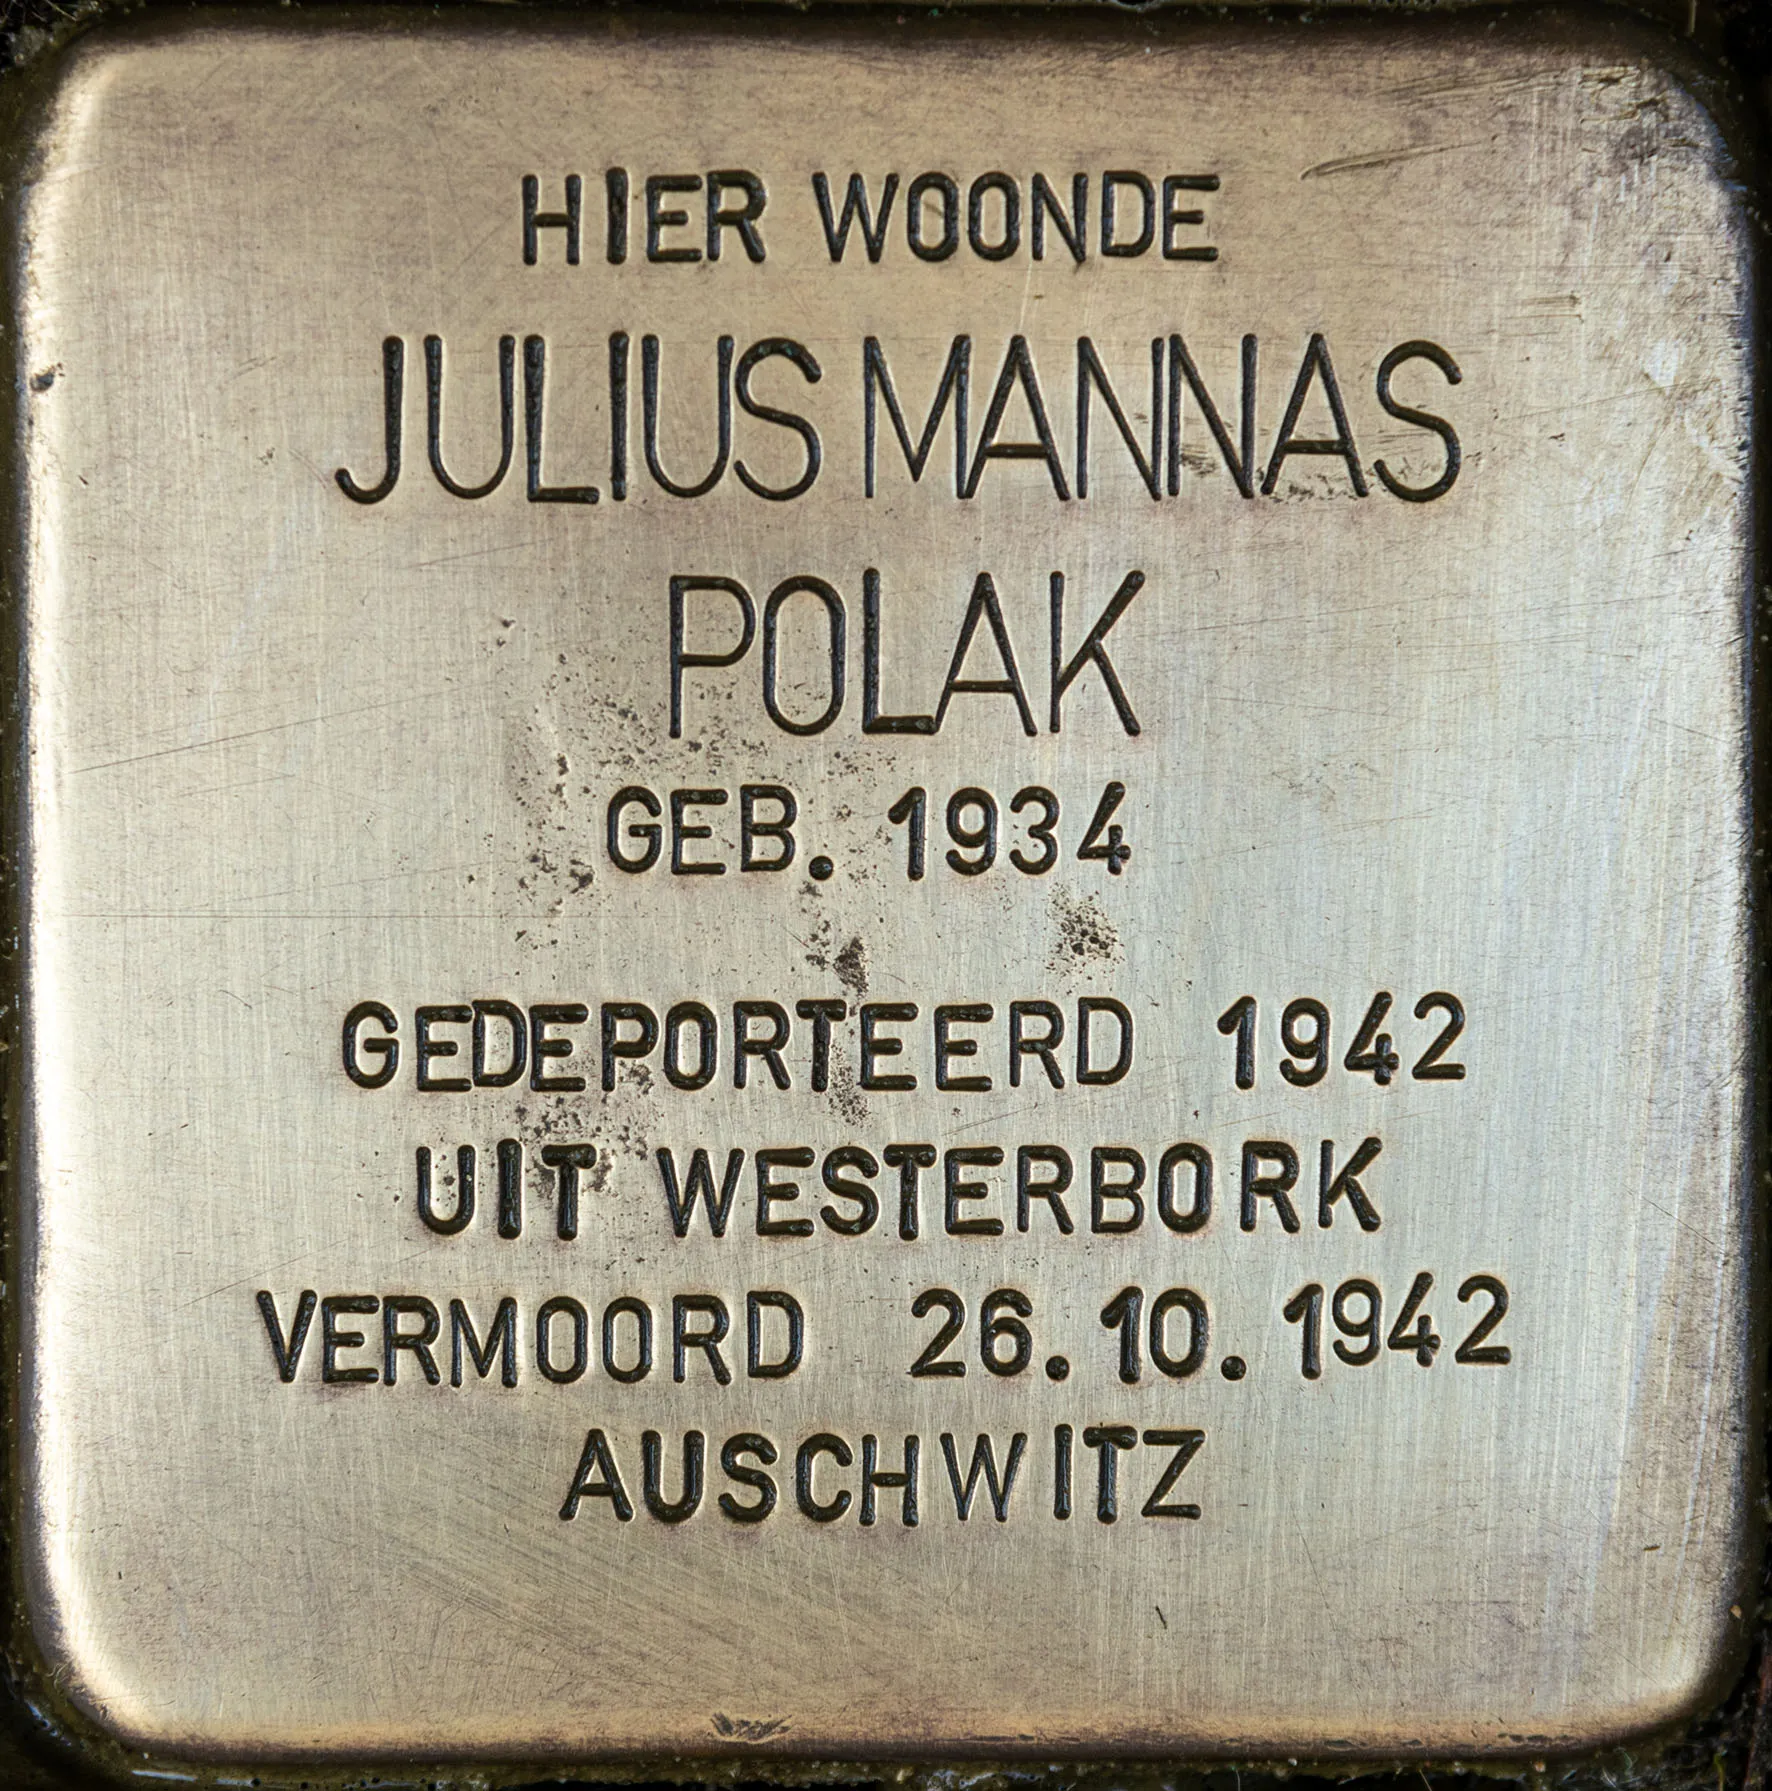 HIER WOONDE
JULIUS MANNAS
POLAK
GEB. 1934
GEDEPORTEERD 1942
UIT WESTERBORK
VERMOORD 26.10.1942
AUSCHWITZ